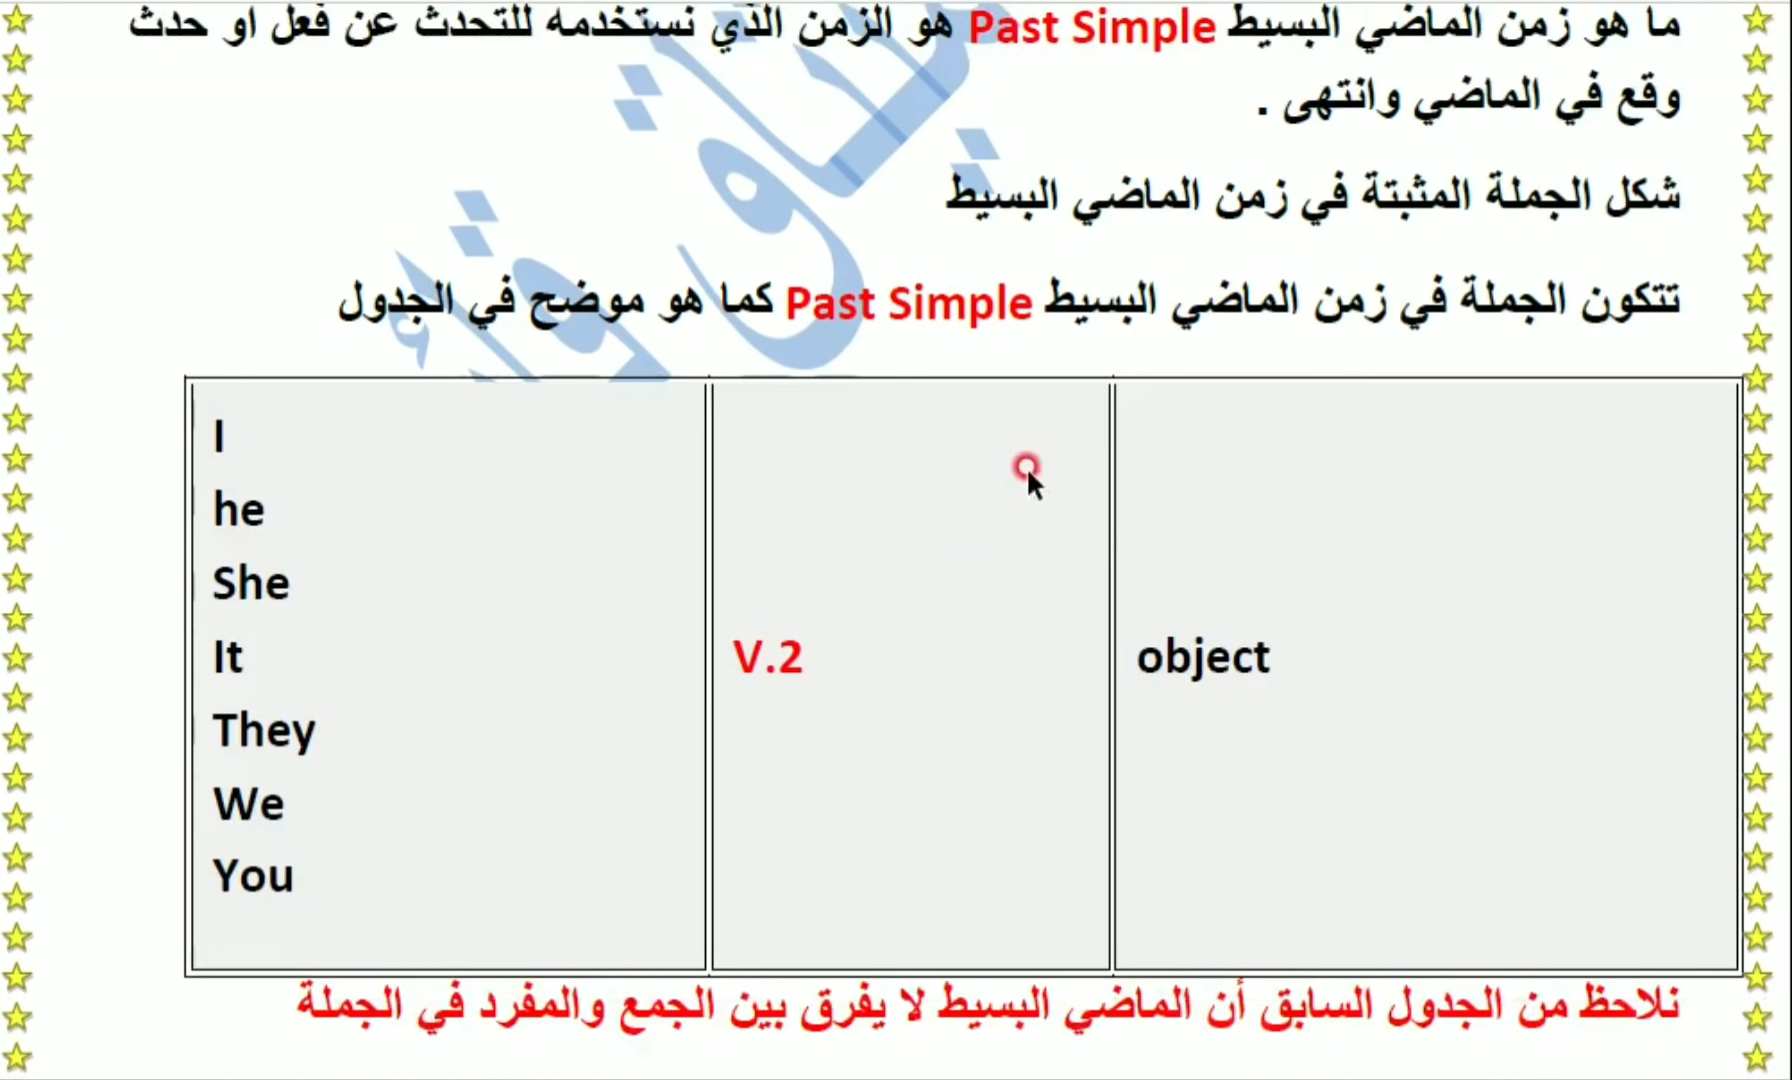 ما هو زمن الماضي البسيط Past Simple هو الزمن الذي نستخدمه للتحدث عن فعل او حدث
وقع في الماضي وانتهى .
شكل الجملة المثبتة في زمن الماضي البسيط
تتكون الجملة في زمن الماضي البسيط Past Simple كما هو موضح في الجدول
I
he
She
It
They
We
You
V.2
object
نلاحظ من الجدول السابق أن الماضي البسيط لا يفرق بين الجمع والمفرد في الجملة